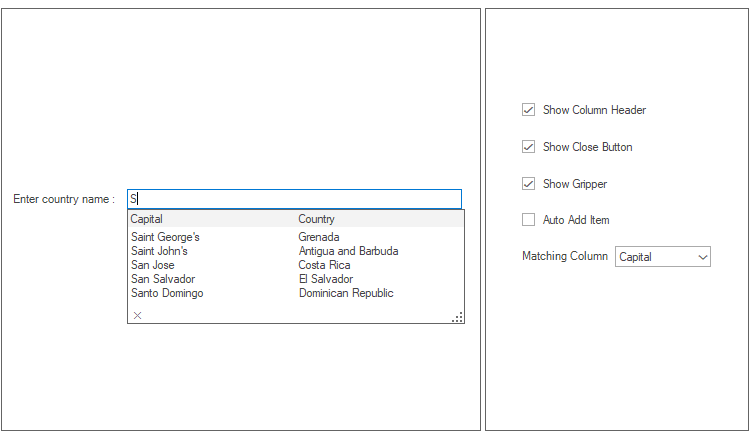 Enter country name : S
Capital Country
Saint George's Grenada
Saint John's Antigua and Barbuda
San Jose Costa Rica
San Salvador El Salvador
Santo Domingo Dominican Republic
Show Column Header
Show Close Button
Show Gripper
Auto Add Item
Matching Column Capital